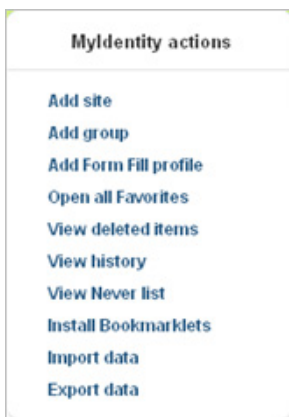 MyIdentity actions
Add site
Add group
Add Form Fill profile
Open all Favorites
View deleted items
View history
View Never list
Install Bookmarklets
Import data
Export data